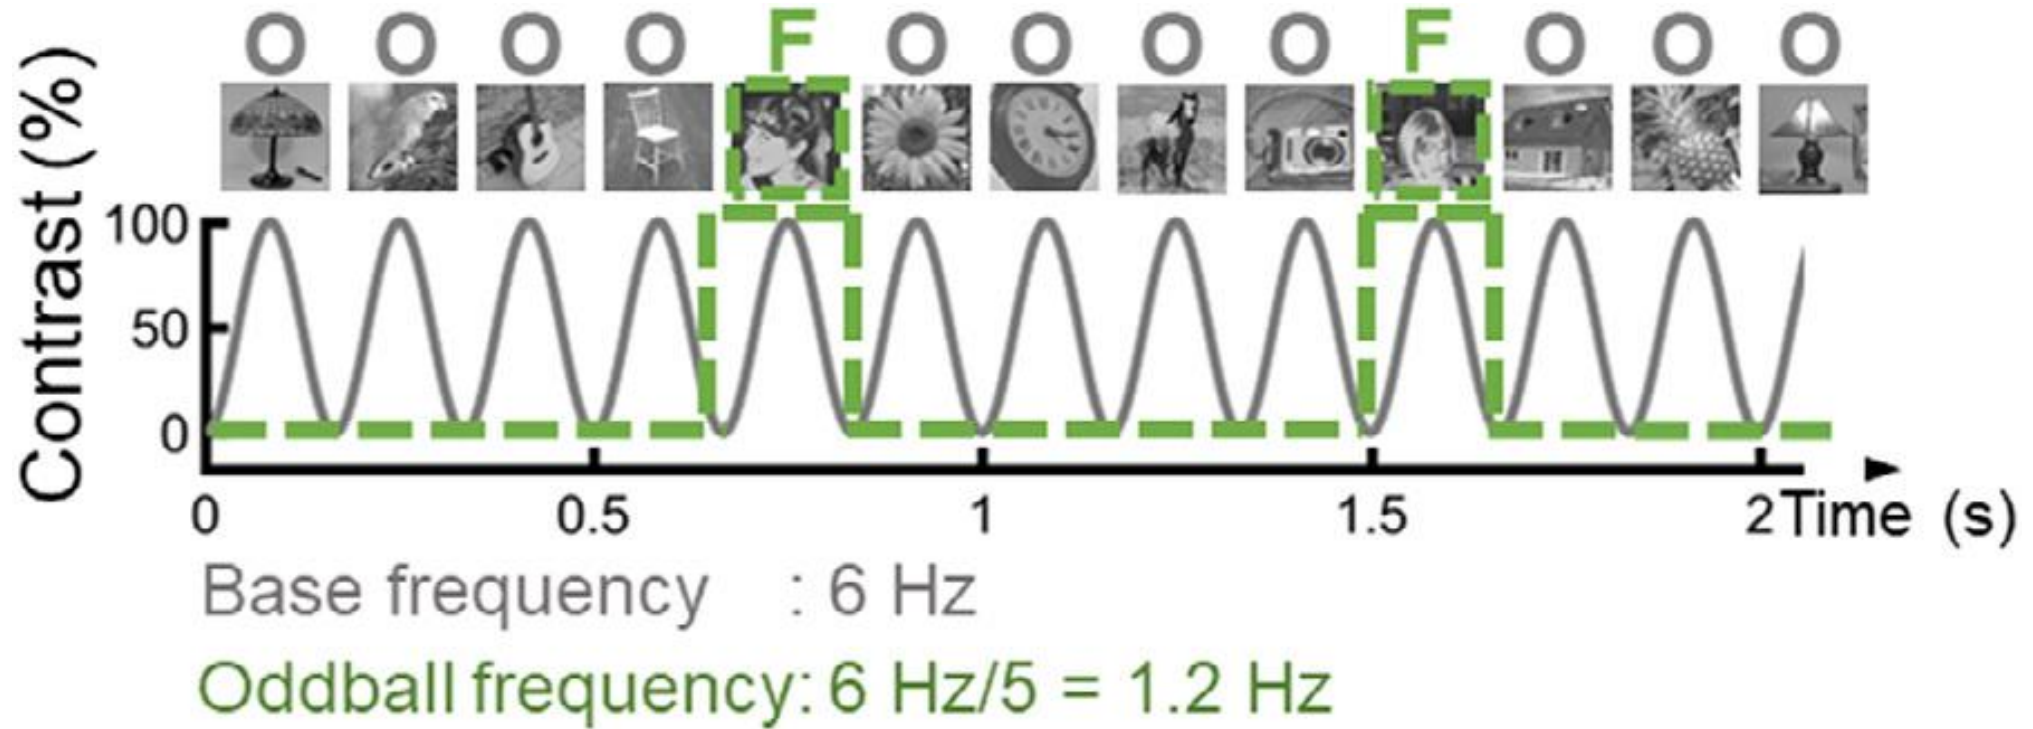 O O O O F O O O O F O O O
Contrast (%)
100
50
0
0 0.5 1 1.5 2 Time (s)
Base frequency : 6 Hz
Oddball frequency: 6 Hz/5 = 1.2 Hz